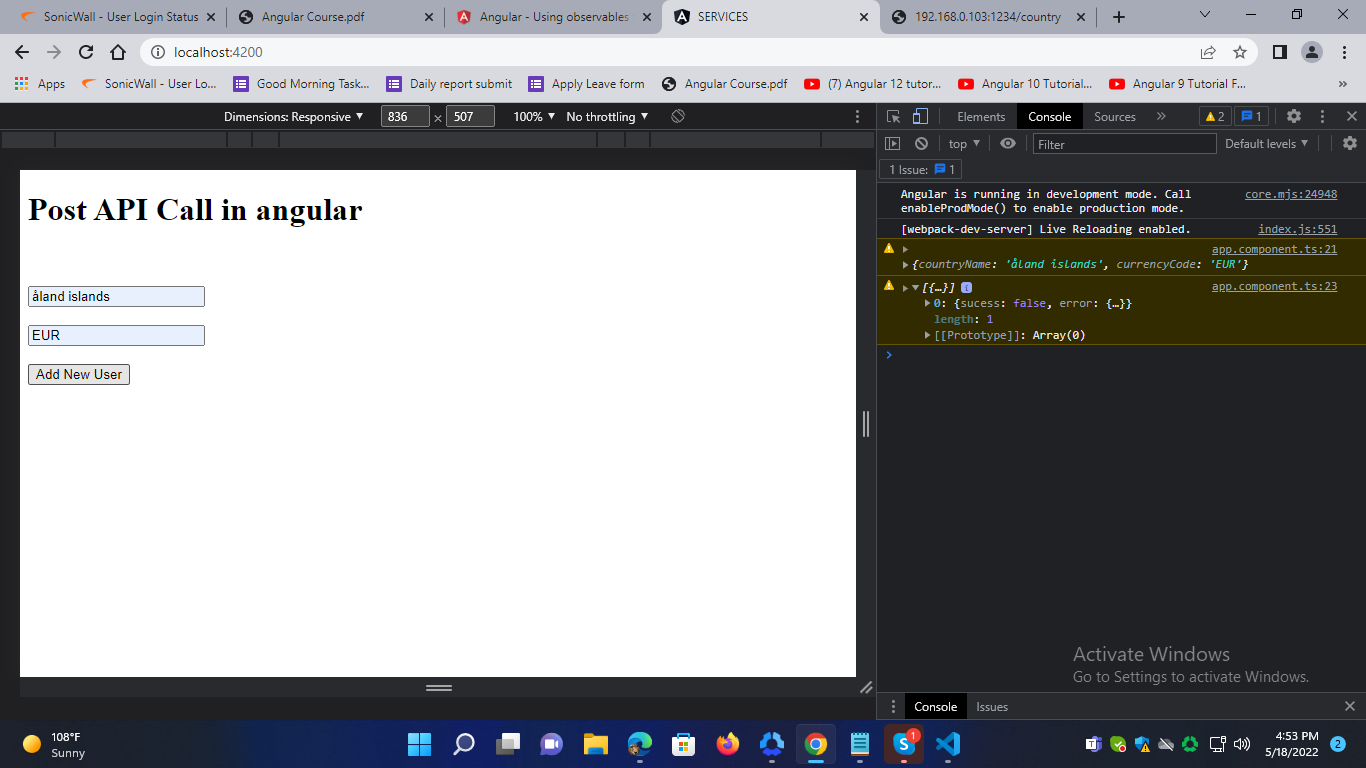 SonicWall - User Login Status
Angular Course.pdf
Angular - Using observables
SERVICES
192.168.0.103:1234/country
localhost:4200
Apps
SonicWall - User Lo...
Good Morning Task...
Daily report submit
Apply Leave form
Angular Course.pdf
(7) Angular 12 tutor...
Angular 10 Tutorial...
Angular 9 Tutorial F...
»
Dimensions: Responsive ▼ 836 × 507 100% ▼ No throttling ▼
Elements Console Sources » 2 1
top ▼ Filter Default levels ▼
1 Issue: 1
Angular is running in development mode. Call core.mjs:24948
enableProdMode() to enable production mode.
[webpack-dev-server] Live Reloading enabled. index.js:551
app.component.ts:21
{countryName: 'åland islands', currencyCode: 'EUR'}
[{…}] i app.component.ts:23
0: {sucess: false, error: {…}}
length: 1
[[Prototype]]: Array(0)
Post API Call in angular
åland islands
EUR
Add New User
Activate Windows
Go to Settings to activate Windows.
Console Issues
108°F
Sunny
1
4:53 PM
5/18/2022
2